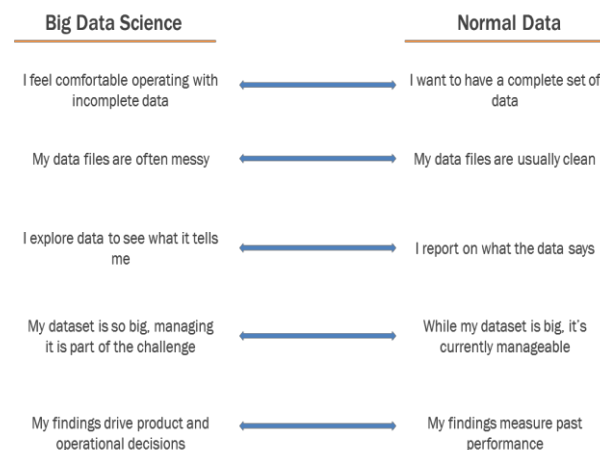 Big Data Science
Normal Data
I feel comfortable operating with
incomplete data
I want to have a complete set of
data
My data files are often messy
My data files are usually clean
I explore data to see what it tells
me
I report on what the data says
My dataset is so big, managing
it is part of the challenge
While my dataset is big, it's
currently manageable
My findings drive product and
operational decisions
My findings measure past
performance